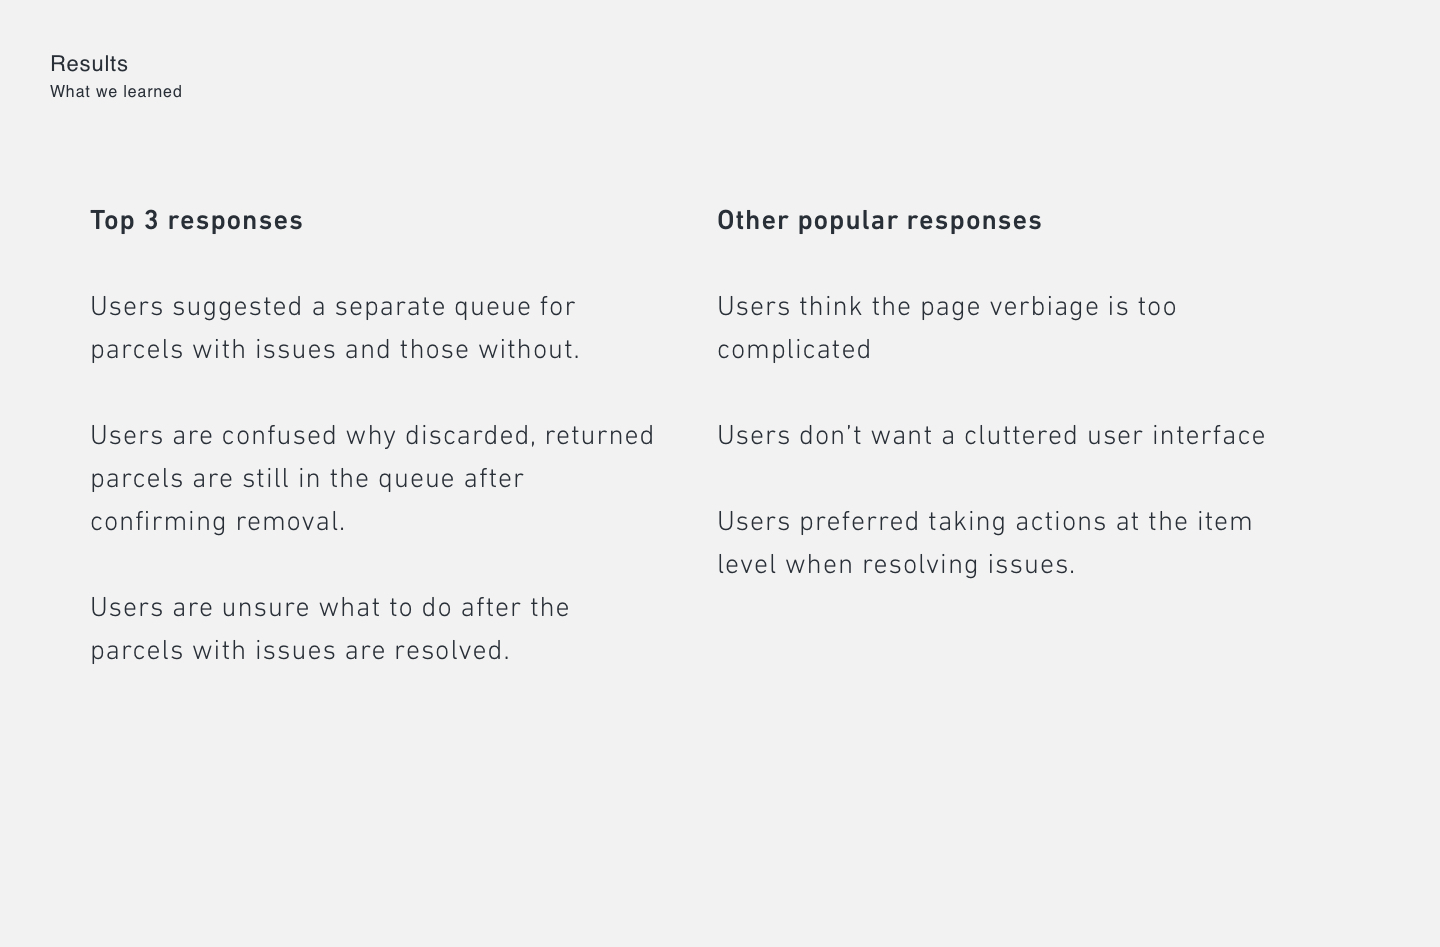 Results
What we learned
Top 3 responses
Users suggested a separate queue for
parcels with issues and those without.
Users are confused why discarded, returned
parcels are still in the queue after
confirming removal.
Users are unsure what to do after the
parcels with issues are resolved.
Other popular responses
Users think the page verbiage is too
complicated
Users don’t want a cluttered user interface
Users preferred taking actions at the item
level when resolving issues.